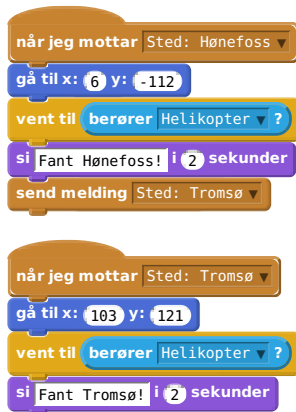 når jeg mottar Sted: Hønefoss
gå til x: 6 y: -112
vent til berører Helikopter ?
si Fant Hønefoss! i 2 sekunder
send melding Sted: Tromsø
når jeg mottar Sted: Tromsø
gå til x: 103 y: 121
vent til berører Helikopter ?
si Fant Tromsø! i 2 sekunder